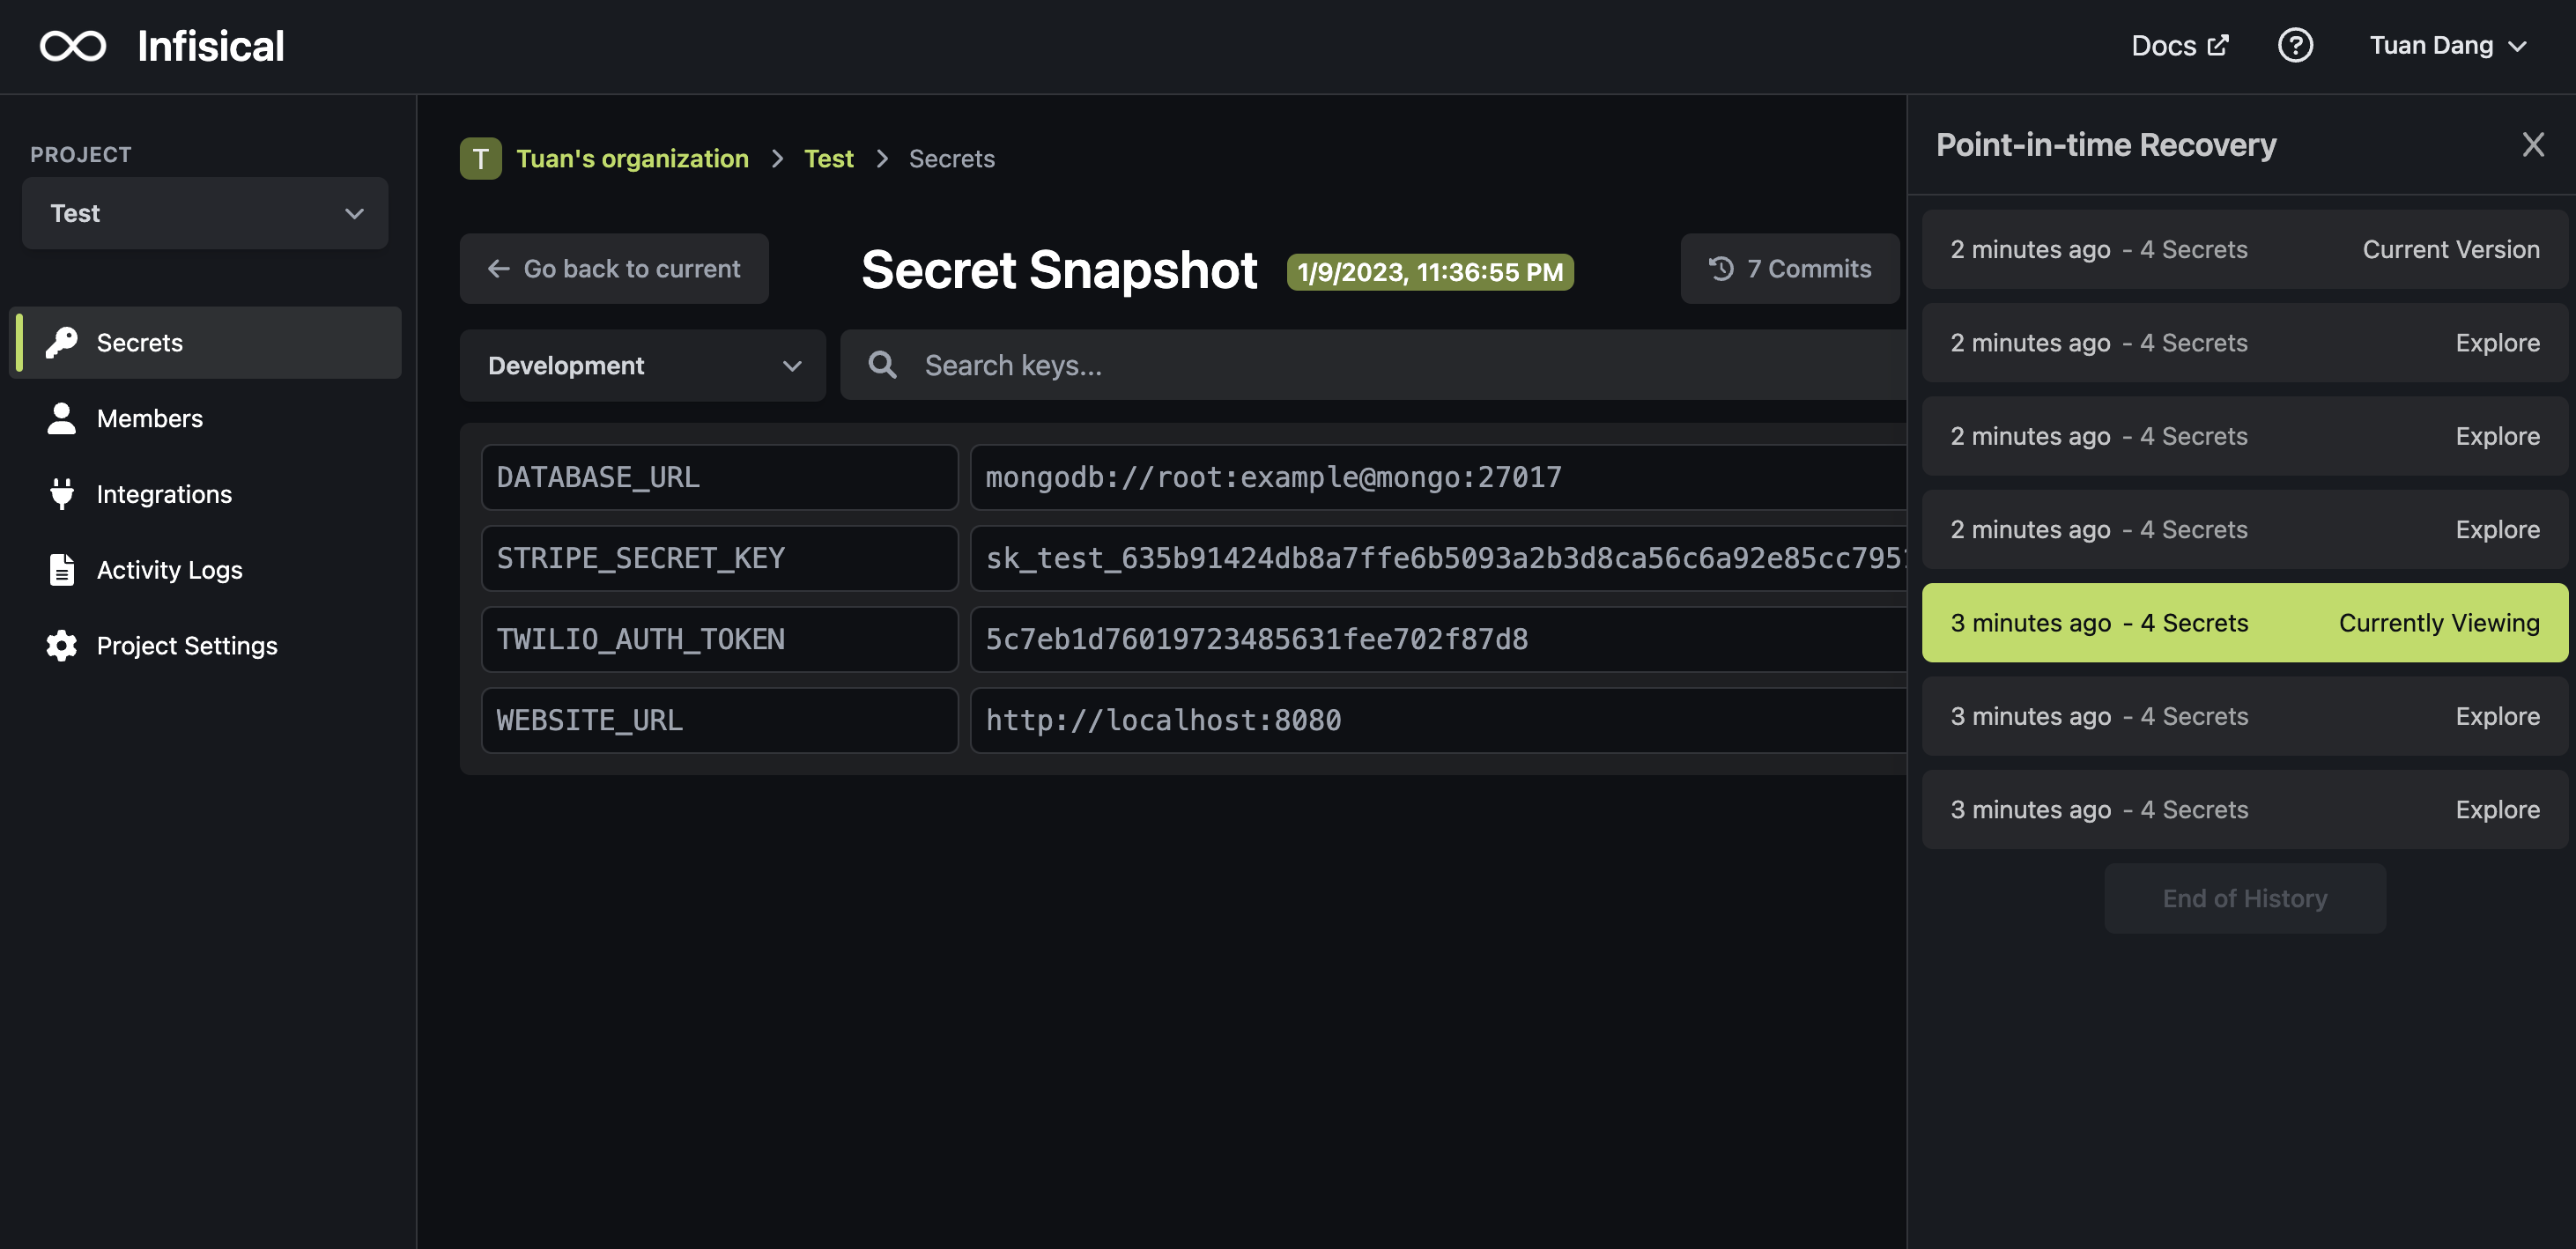 Infisical
Docs
Tuan Dang
PROJECT
Test
Secrets
Members
Integrations
Activity Logs
Project Settings
T Tuan's organization > Test > Secrets
Go back to current
Secret Snapshot 1/9/2023, 11:36:55 PM
7 Commits
Development
Search keys...
DATABASE_URL mongodb://root:example@mongo:27017
STRIPE_SECRET_KEY sk_test_635b91424db8a7ffe6b5093a2b3d8ca56c6a92e85cc795
TWILIO_AUTH_TOKEN 5c7eb1d76019723485631fee702f87d8
WEBSITE_URL http://localhost:8080
Point-in-time Recovery
2 minutes ago - 4 Secrets Current Version
2 minutes ago - 4 Secrets Explore
2 minutes ago - 4 Secrets Explore
2 minutes ago - 4 Secrets Explore
3 minutes ago - 4 Secrets Currently Viewing
3 minutes ago - 4 Secrets Explore
3 minutes ago - 4 Secrets Explore
End of History